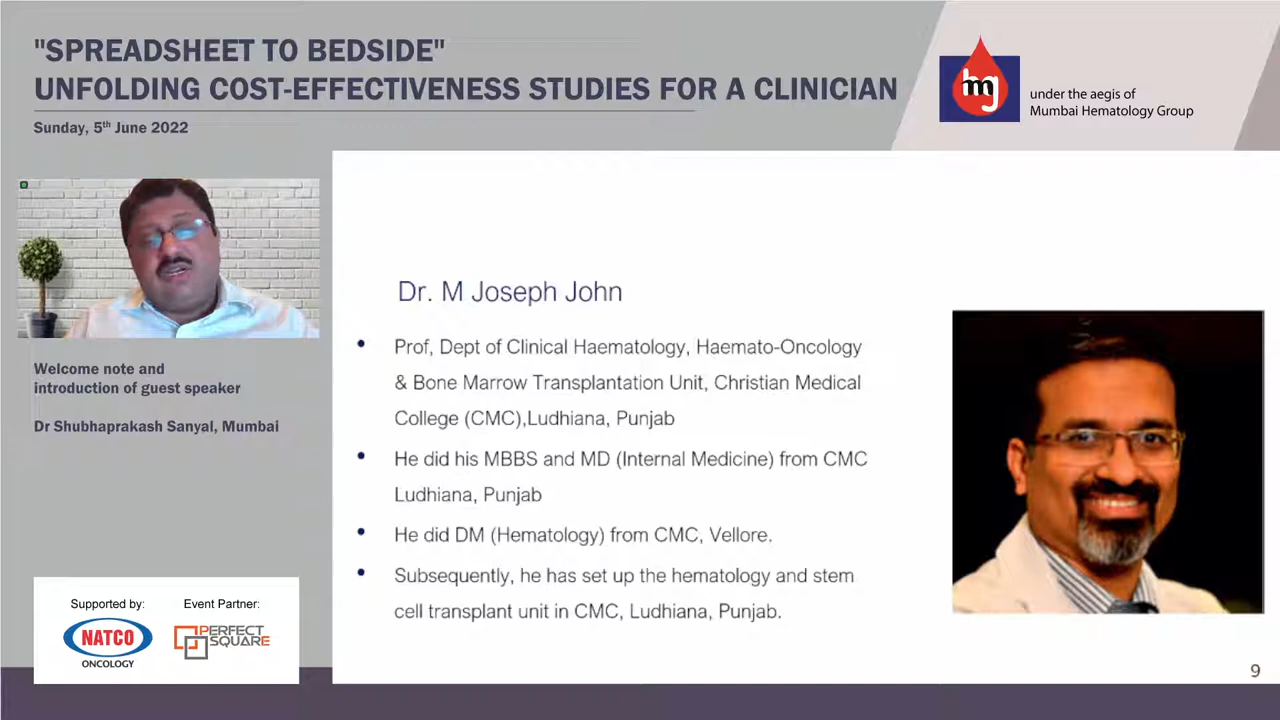 "SPREADSHEET TO BEDSIDE"
UNFOLDING COST-EFFECTIVENESS STUDIES FOR A CLINICIAN
Sunday, 5th June 2022
hmg
under the aegis of
Mumbai Hematology Group
Welcome note and
introduction of guest speaker
Dr Shubhaprakash Sanyal, Mumbai
Dr. M Joseph John
• Prof, Dept of Clinical Haematology, Haemato-Oncology
& Bone Marrow Transplantation Unit, Christian Medical
College (CMC),Ludhiana, Punjab
• He did his MBBS and MD (Internal Medicine) from CMC
Ludhiana, Punjab
• He did DM (Hematology) from CMC, Vellore.
• Subsequently, he has set up the hematology and stem
cell transplant unit in CMC, Ludhiana, Punjab.
Supported by:
NATCO
ONCOLOGY
Event Partner:
PERFECT
SQUARE
9